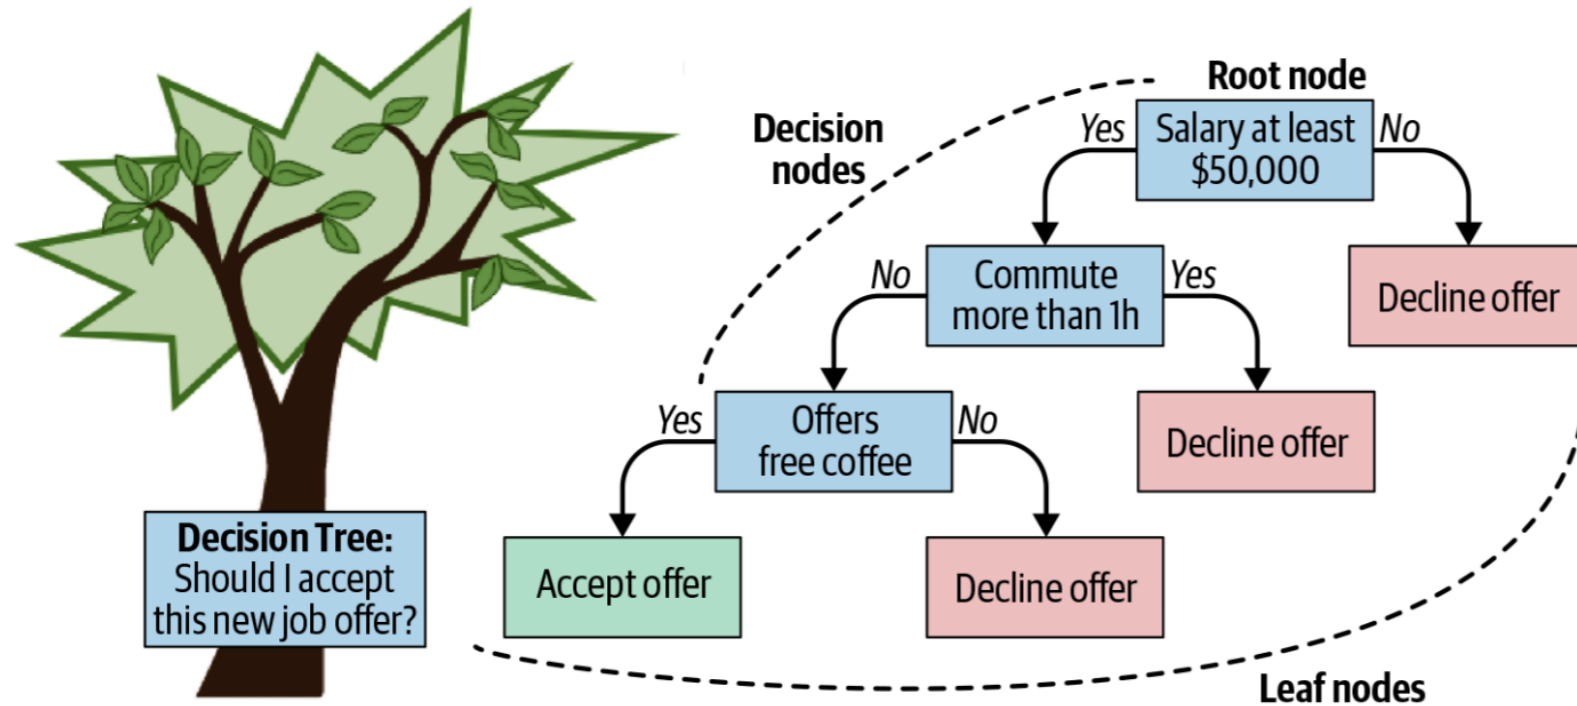 Root node
Decision
nodes
Yes
Salary at least
$50,000
No
No
Commute
more than 1h
Yes
Decline offer
Yes
Offers
free coffee
No
Decline offer
Decision Tree:
Should I accept
this new job offer?
Accept offer
Decline offer
Leaf nodes